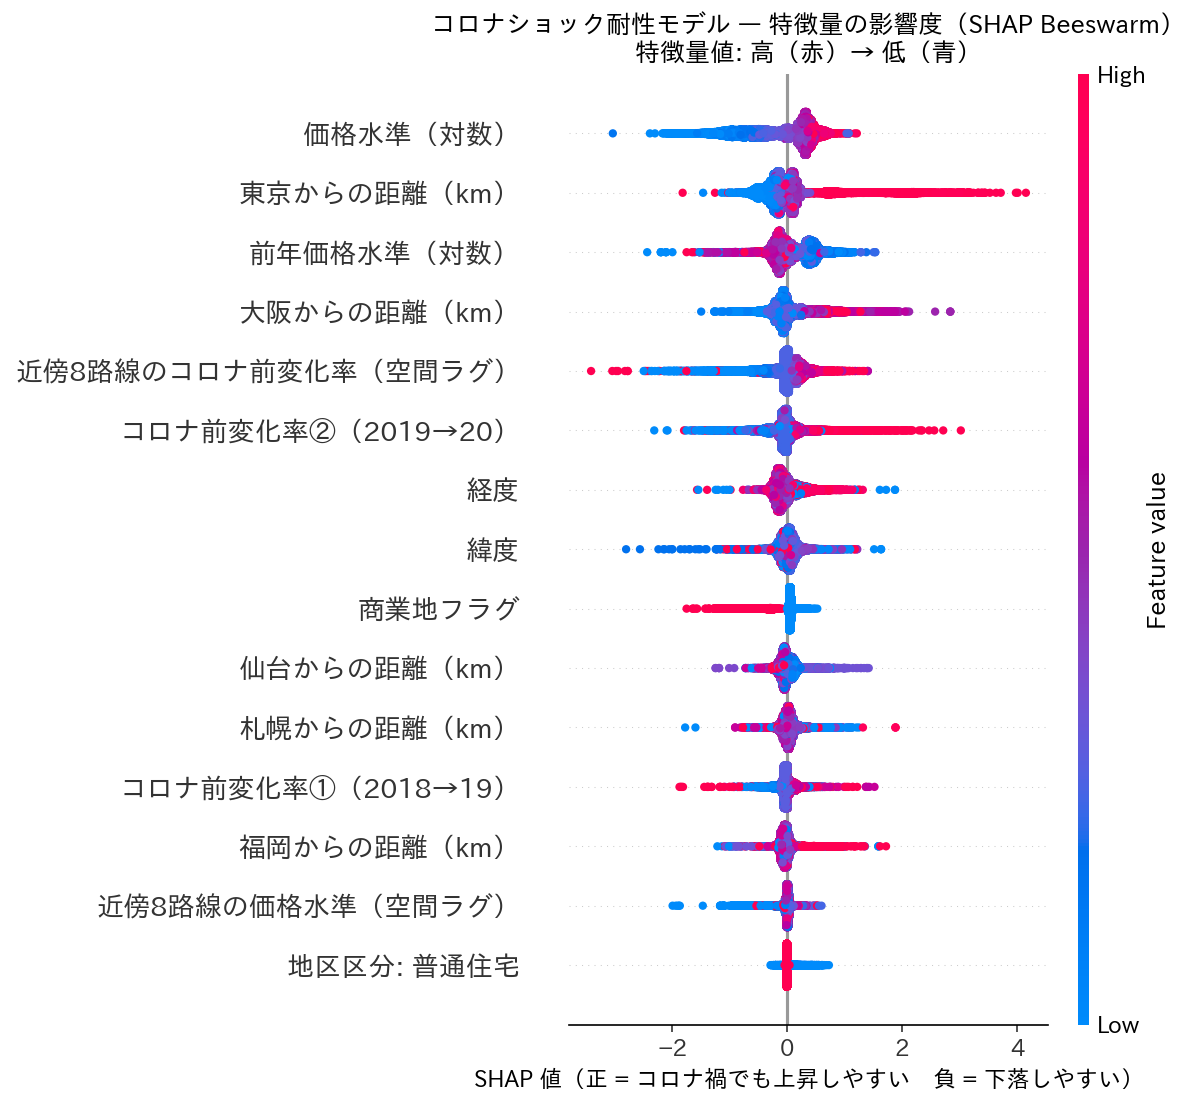 コロナショック耐性モデル — 特徴量の影響度（SHAP Beeswarm）
特徴量値: 高（赤）→ 低（青）
High
価格水準（対数）
東京からの距離（km）
前年価格水準（対数）
大阪からの距離（km）
近傍8路線のコロナ前変化率（空間ラグ）
コロナ前変化率②（2019→20）
経度
緯度
商業地フラグ
仙台からの距離（km）
札幌からの距離（km）
コロナ前変化率①（2018→19）
福岡からの距離（km）
近傍8路線の価格水準（空間ラグ）
地区区分: 普通住宅
Feature value
Low
−2 0 2 4
SHAP 値（正 = コロナ禍でも上昇しやすい　負 = 下落しやすい）